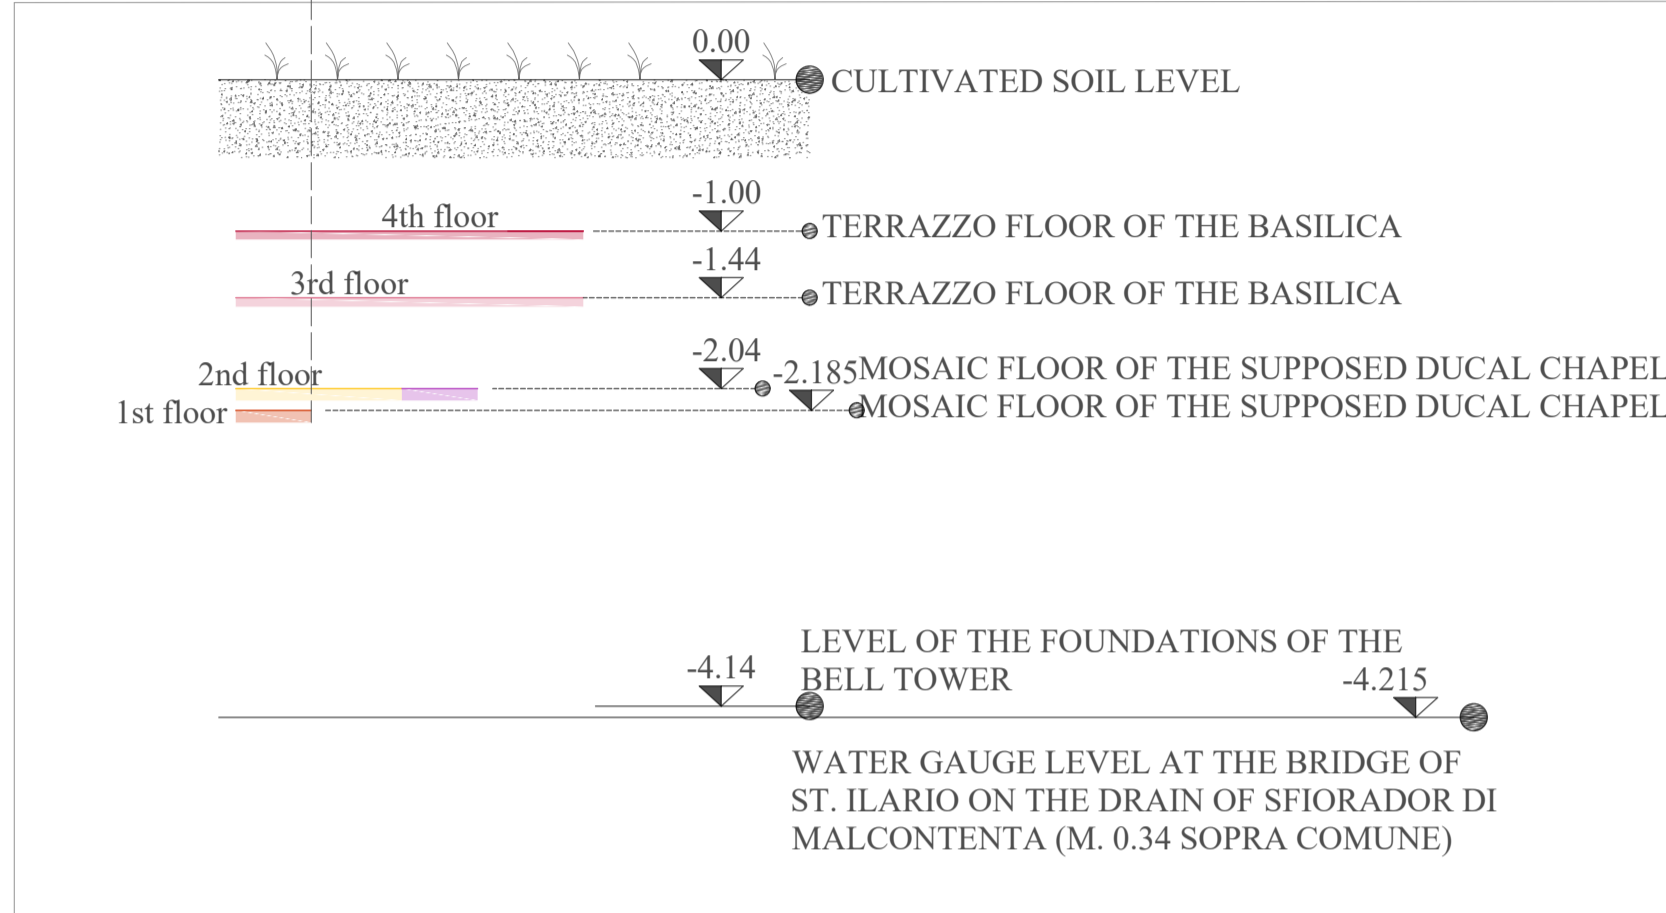 0.00
CULTIVATED SOIL LEVEL
-1.00
4th floor
TERRAZZO FLOOR OF THE BASILICA
-1.44
3rd floor
TERRAZZO FLOOR OF THE BASILICA
-2.04
2nd floor
-2.185
MOSAIC FLOOR OF THE SUPPOSED DUCAL CHAPEL
1st floor
MOSAIC FLOOR OF THE SUPPOSED DUCAL CHAPEL
LEVEL OF THE FOUNDATIONS OF THE
BELL TOWER
-4.14
-4.215
WATER GAUGE LEVEL AT THE BRIDGE OF
ST. ILARIO ON THE DRAIN OF SFIORADOR DI
MALCONTENTA (M. 0.34 SOPRA COMUNE)